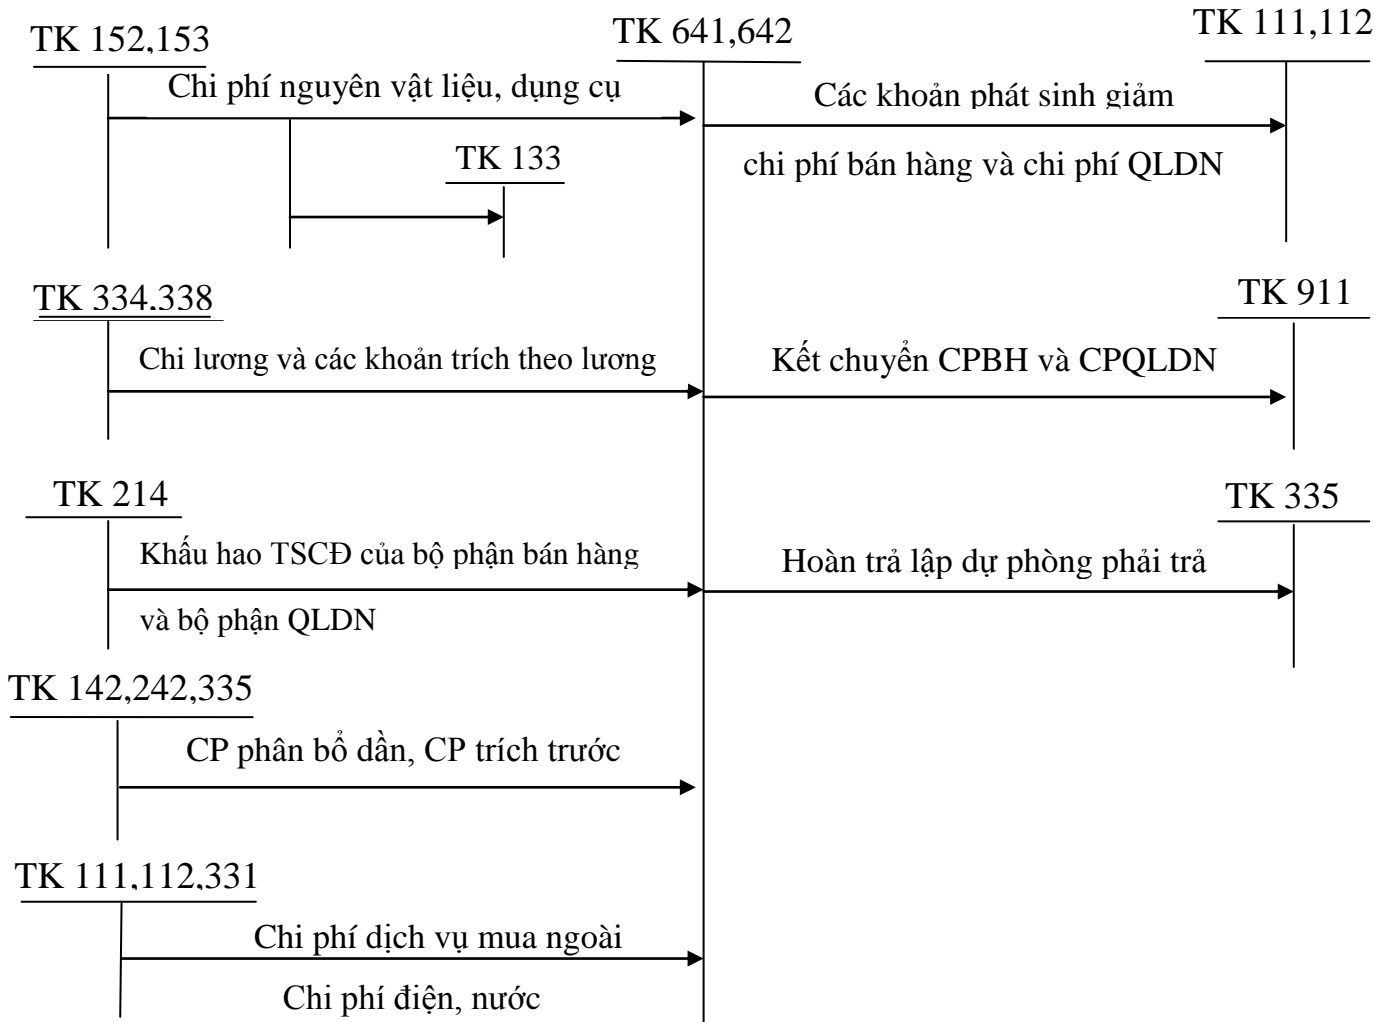 TK 152,153
TK 641,642
TK 111,112
Chi phí nguyên vật liệu, dụng cụ
Các khoản phát sinh giảm
chi phí bán hàng và chi phí QLDN
TK 133
TK 334,338
TK 911
Chi lương và các khoản trích theo lương
Kết chuyển CPBH và CPQLDN
TK 214
TK 335
Khấu hao TSCĐ của bộ phận bán hàng
và bộ phận QLDN
Hoàn trả lập dự phòng phải trả
TK 142,242,335
CP phân bổ dần, CP trích trước
TK 111,112,331
Chi phí dịch vụ mua ngoài
Chi phí điện, nước